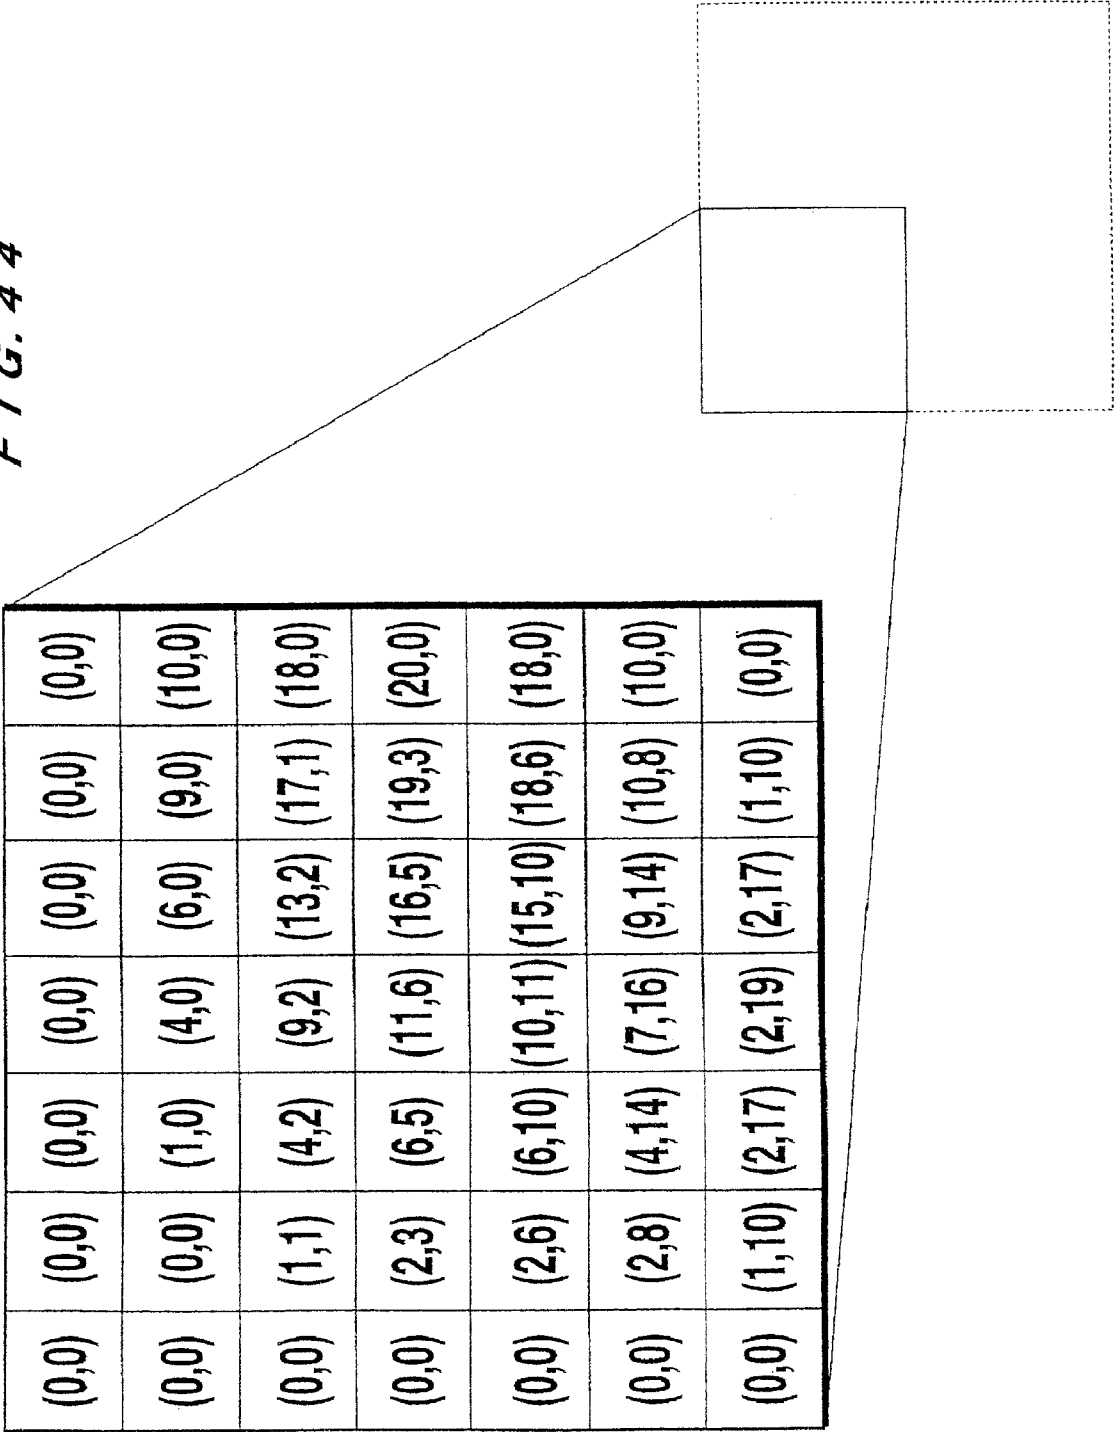 FIG. 44
(0,0) (0,0) (0,0) (0,0) (0,0) (0,0) (0,0)
(0,0) (0,0) (1,0) (4,0) (6,0) (9,0) (10,0)
(0,0) (1,1) (4,2) (9,2) (13,2) (17,1) (18,0)
(0,0) (2,3) (6,5) (11,6) (16,5) (19,3) (20,0)
(0,0) (2,6) (6,10) (10,11) (15,10) (18,6) (18,0)
(0,0) (2,8) (4,14) (7,16) (9,14) (10,8) (10,0)
(0,0) (1,10) (2,17) (2,19) (2,17) (1,10) (0,0)